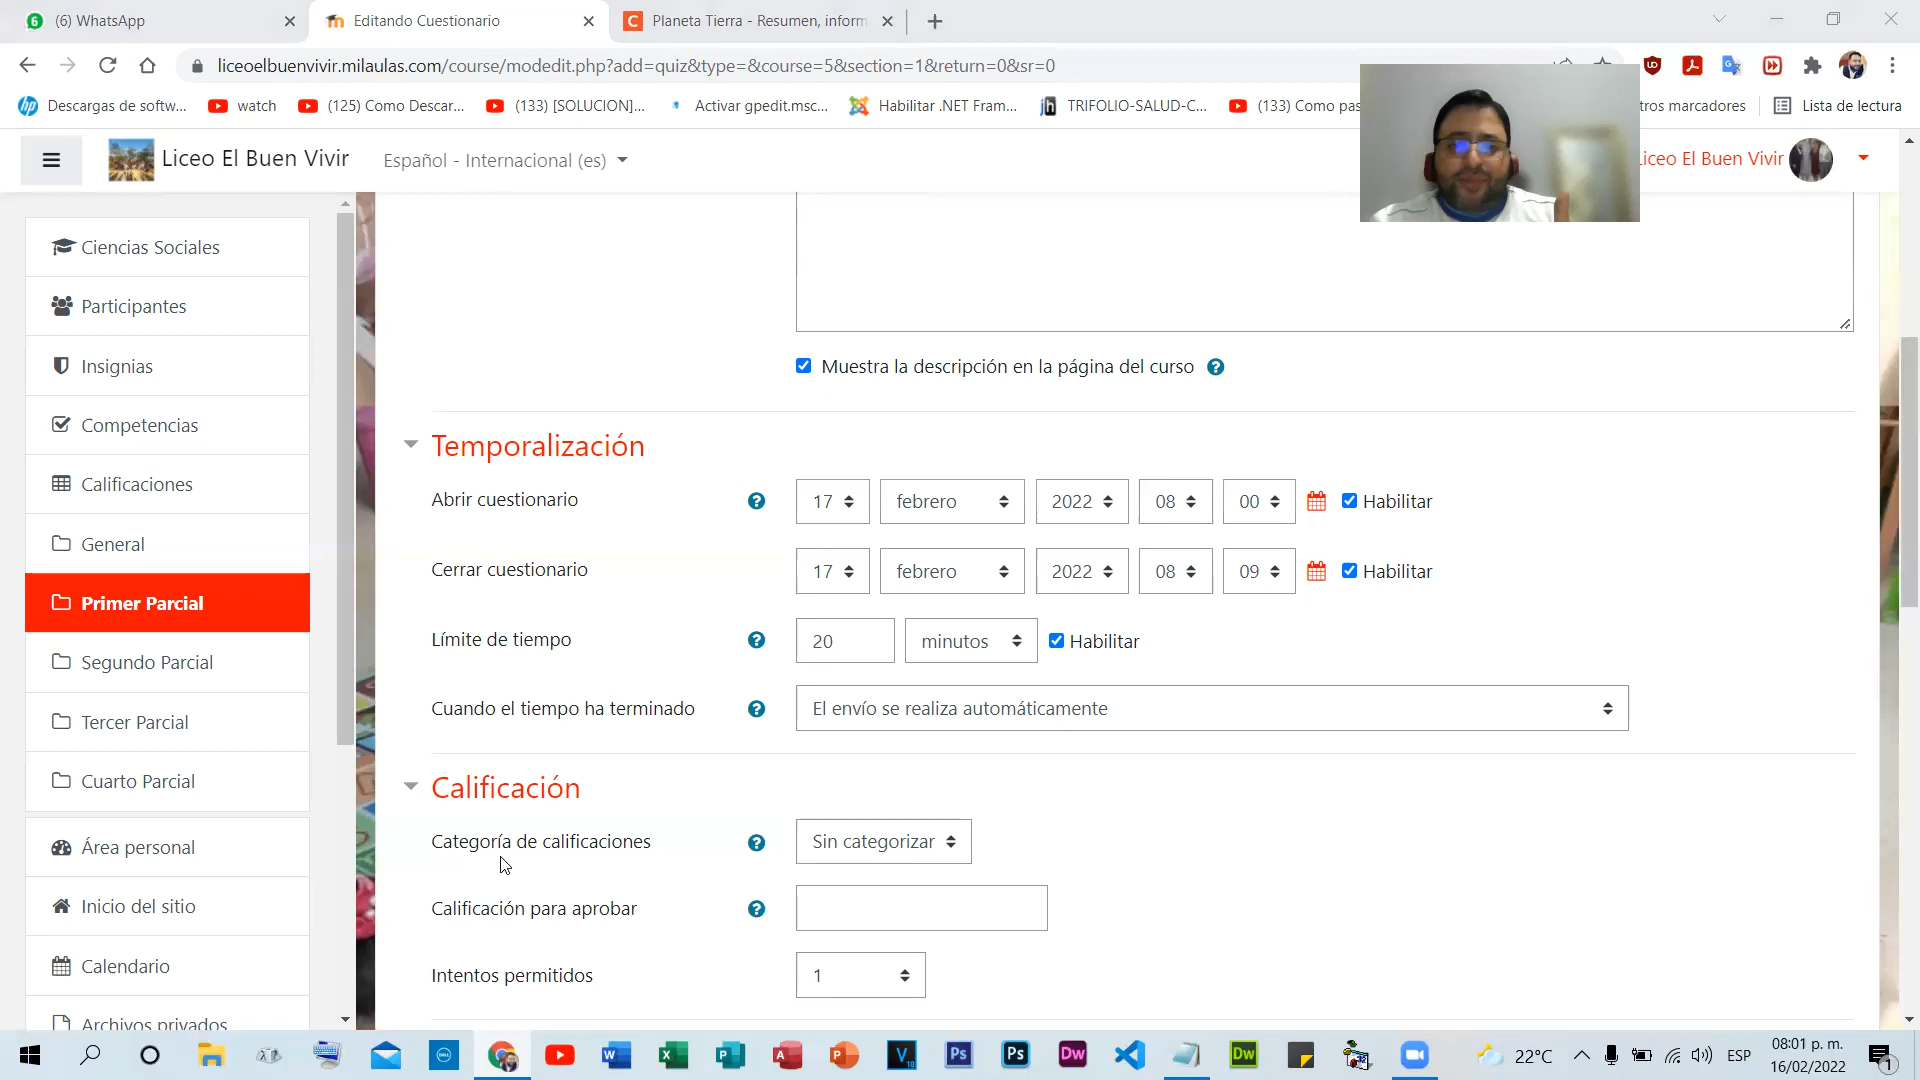 (6) WhatsApp
Editando Cuestionario
Planeta Tierra - Resumen, inform
liceoelbuenvivir.milaulas.com/course/modedit.php?add=quiz&type=&course=5&section=1&return=0&sr=0
Descargas de softw...
watch
(125) Como Descar...
(133) [SOLUCION]...
Activar gpedit.msc...
Habilitar .NET Fram...
TRIFOLIO-SALUD-C...
(133) Como pas
tros marcadores
Lista de lectura
Liceo El Buen Vivir
Español - Internacional (es)
Liceo El Buen Vivir
Ciencias Sociales
Participantes
Insignias
Competencias
Calificaciones
General
Primer Parcial
Segundo Parcial
Tercer Parcial
Cuarto Parcial
Área personal
Inicio del sitio
Calendario
Archivos privados
Muestra la descripción en la página del curso
Temporalización
Abrir cuestionario
17 febrero 2022 08 00 Habilitar
Cerrar cuestionario
17 febrero 2022 08 09 Habilitar
Límite de tiempo
20 minutos Habilitar
Cuando el tiempo ha terminado
El envío se realiza automáticamente
Calificación
Categoría de calificaciones
Sin categorizar
Calificación para aprobar
Intentos permitidos
1
22°C
ESP
08:01 p. m.
16/02/2022
1